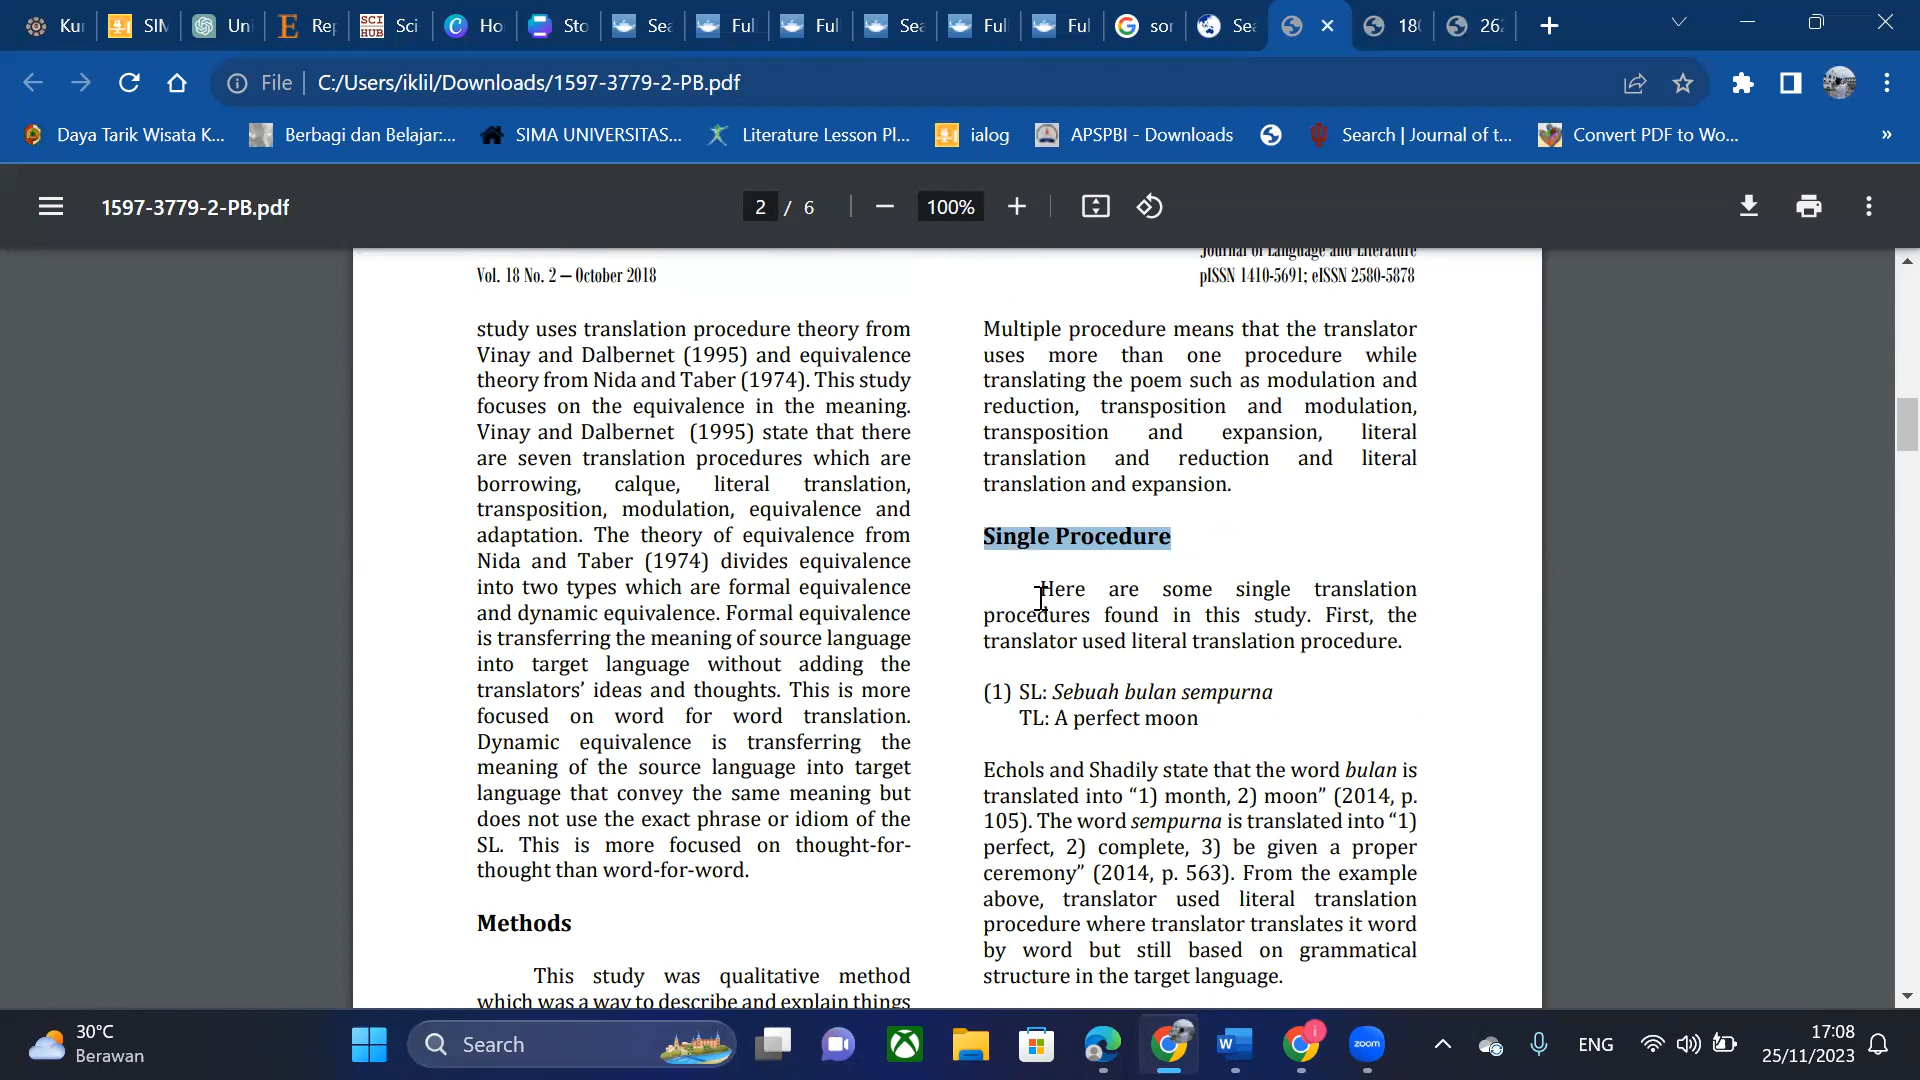 Kur
SIM
Uni
Rep
Sci
Ho
Sto
Sea
Full
Full
Sea
Full
Full
sor
Sea
180
262
File
C:/Users/iklil/Downloads/1597-3779-2-PB.pdf
Daya Tarik Wisata K...
Berbagi dan Belajar:...
SIMA UNIVERSITAS...
Literature Lesson Pl...
ialog
APSPBI - Downloads
Search | Journal of t...
Convert PDF to Wo...
»
1597-3779-2-PB.pdf
2 / 6
100%
Journal of Language and Literature
Vol. 18 No. 2 – October 2018
pISSN 1410-5691; eISSN 2580-5878
study uses translation procedure theory from
Vinay and Dalbernet (1995) and equivalence
theory from Nida and Taber (1974). This study
focuses on the equivalence in the meaning.
Vinay and Dalbernet (1995) state that there
are seven translation procedures which are
borrowing, calque, literal translation,
transposition, modulation, equivalence and
adaptation. The theory of equivalence from
Nida and Taber (1974) divides equivalence
into two types which are formal equivalence
and dynamic equivalence. Formal equivalence
is transferring the meaning of source language
into target language without adding the
translators’ ideas and thoughts. This is more
focused on word for word translation.
Dynamic equivalence is transferring the
meaning of the source language into target
language that convey the same meaning but
does not use the exact phrase or idiom of the
SL. This is more focused on thought-for-
thought than word-for-word.
Methods
This study was qualitative method
which was a way to describe and explain things
Multiple procedure means that the translator
uses more than one procedure while
translating the poem such as modulation and
reduction, transposition and modulation,
transposition and expansion, literal
translation and reduction and literal
translation and expansion.
Single Procedure
Here are some single translation
procedures found in this study. First, the
translator used literal translation procedure.
(1) SL: Sebuah bulan sempurna
TL: A perfect moon
Echols and Shadily state that the word bulan is
translated into “1) month, 2) moon” (2014, p.
105). The word sempurna is translated into “1)
perfect, 2) complete, 3) be given a proper
ceremony” (2014, p. 563). From the example
above, translator used literal translation
procedure where translator translates it word
by word but still based on grammatical
structure in the target language.
30°C
Berawan
Search
zoom
ENG
17:08
25/11/2023